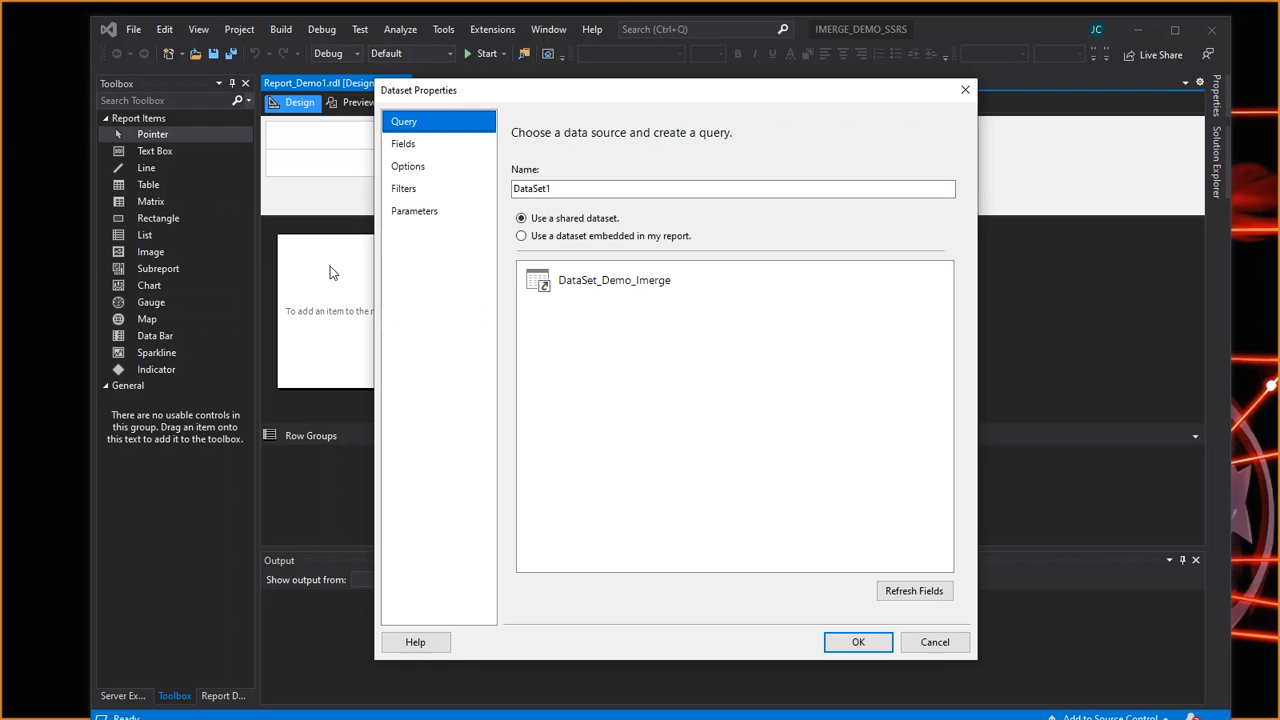 File Edit View Project Build Debug Test Analyze Tools Extensions Window Help Search (Ctrl+Q) IMERGE_DEMO_SSRS JC
Debug Default Start Live Share
Toolbox
Search Toolbox
Report Items
Pointer
Text Box
Line
Table
Matrix
Rectangle
List
Image
Subreport
Chart
Gauge
Map
Data Bar
Sparkline
Indicator
General
There are no usable controls in
this group. Drag an item onto
this text to add it to the toolbox.
Server Ex... Toolbox Report D...
Report_Demo1.rdl [Design
Design Preview
To add an item to the r
Row Groups
Output
Show output from:
Dataset Properties
Query
Fields
Options
Filters
Parameters
Choose a data source and create a query.
Name:
DataSet1
Use a shared dataset.
Use a dataset embedded in my report.
DataSet_Demo_Imerge
Refresh Fields
Help OK Cancel
Properties
Solution Explorer
Ready Add to Source Control